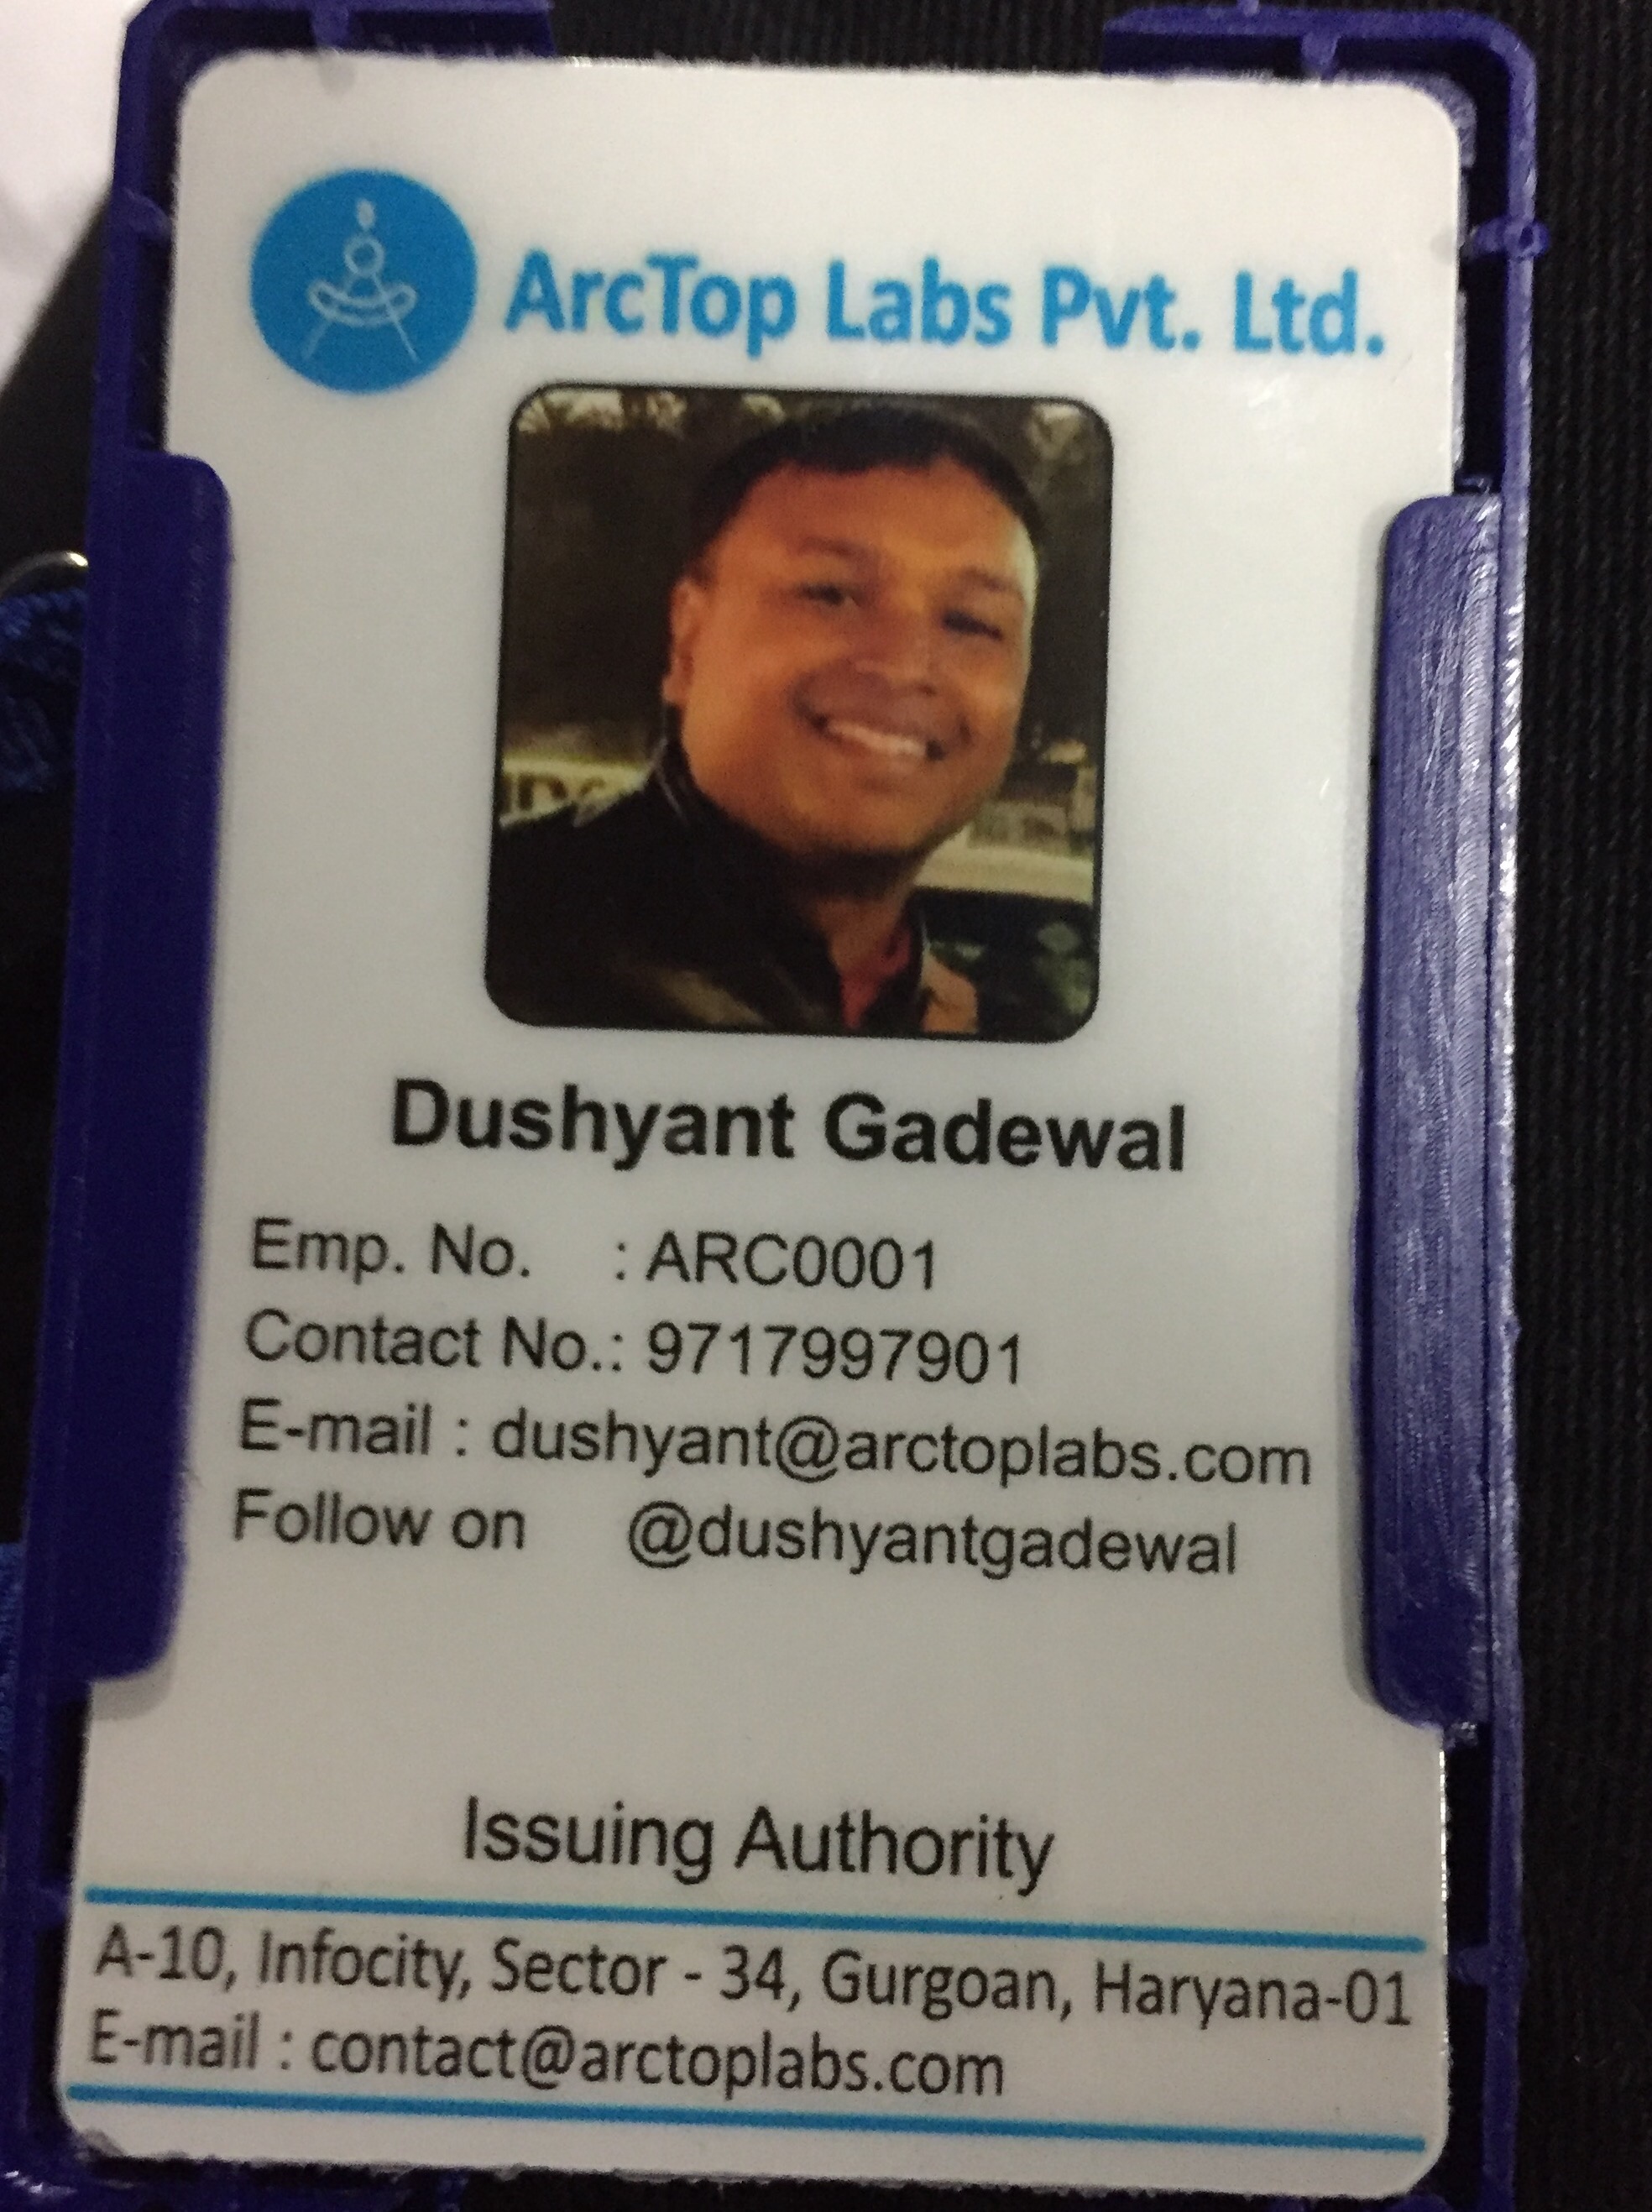 ArcTop Labs Pvt. Ltd.
Dushyant Gadewal
Emp. No. : ARC0001
Contact No.: 9717997901
E-mail : dushyant@arctoplabs.com
Follow on @dushyantgadewal
Issuing Authority
A-10, Infocity, Sector - 34, Gurgoan, Haryana-01
E-mail : contact@arctoplabs.com